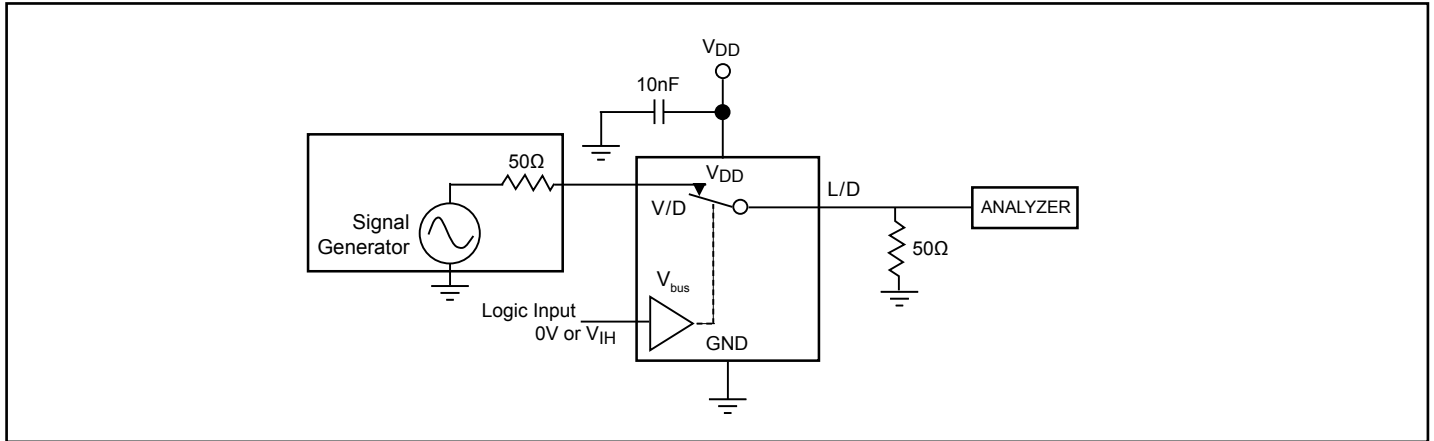 VDD
10nF
50Ω
VDD
L/D
V/D
ANALYZER
Signal
Generator
50Ω
Vbus
Logic Input
0V or VIH
GND